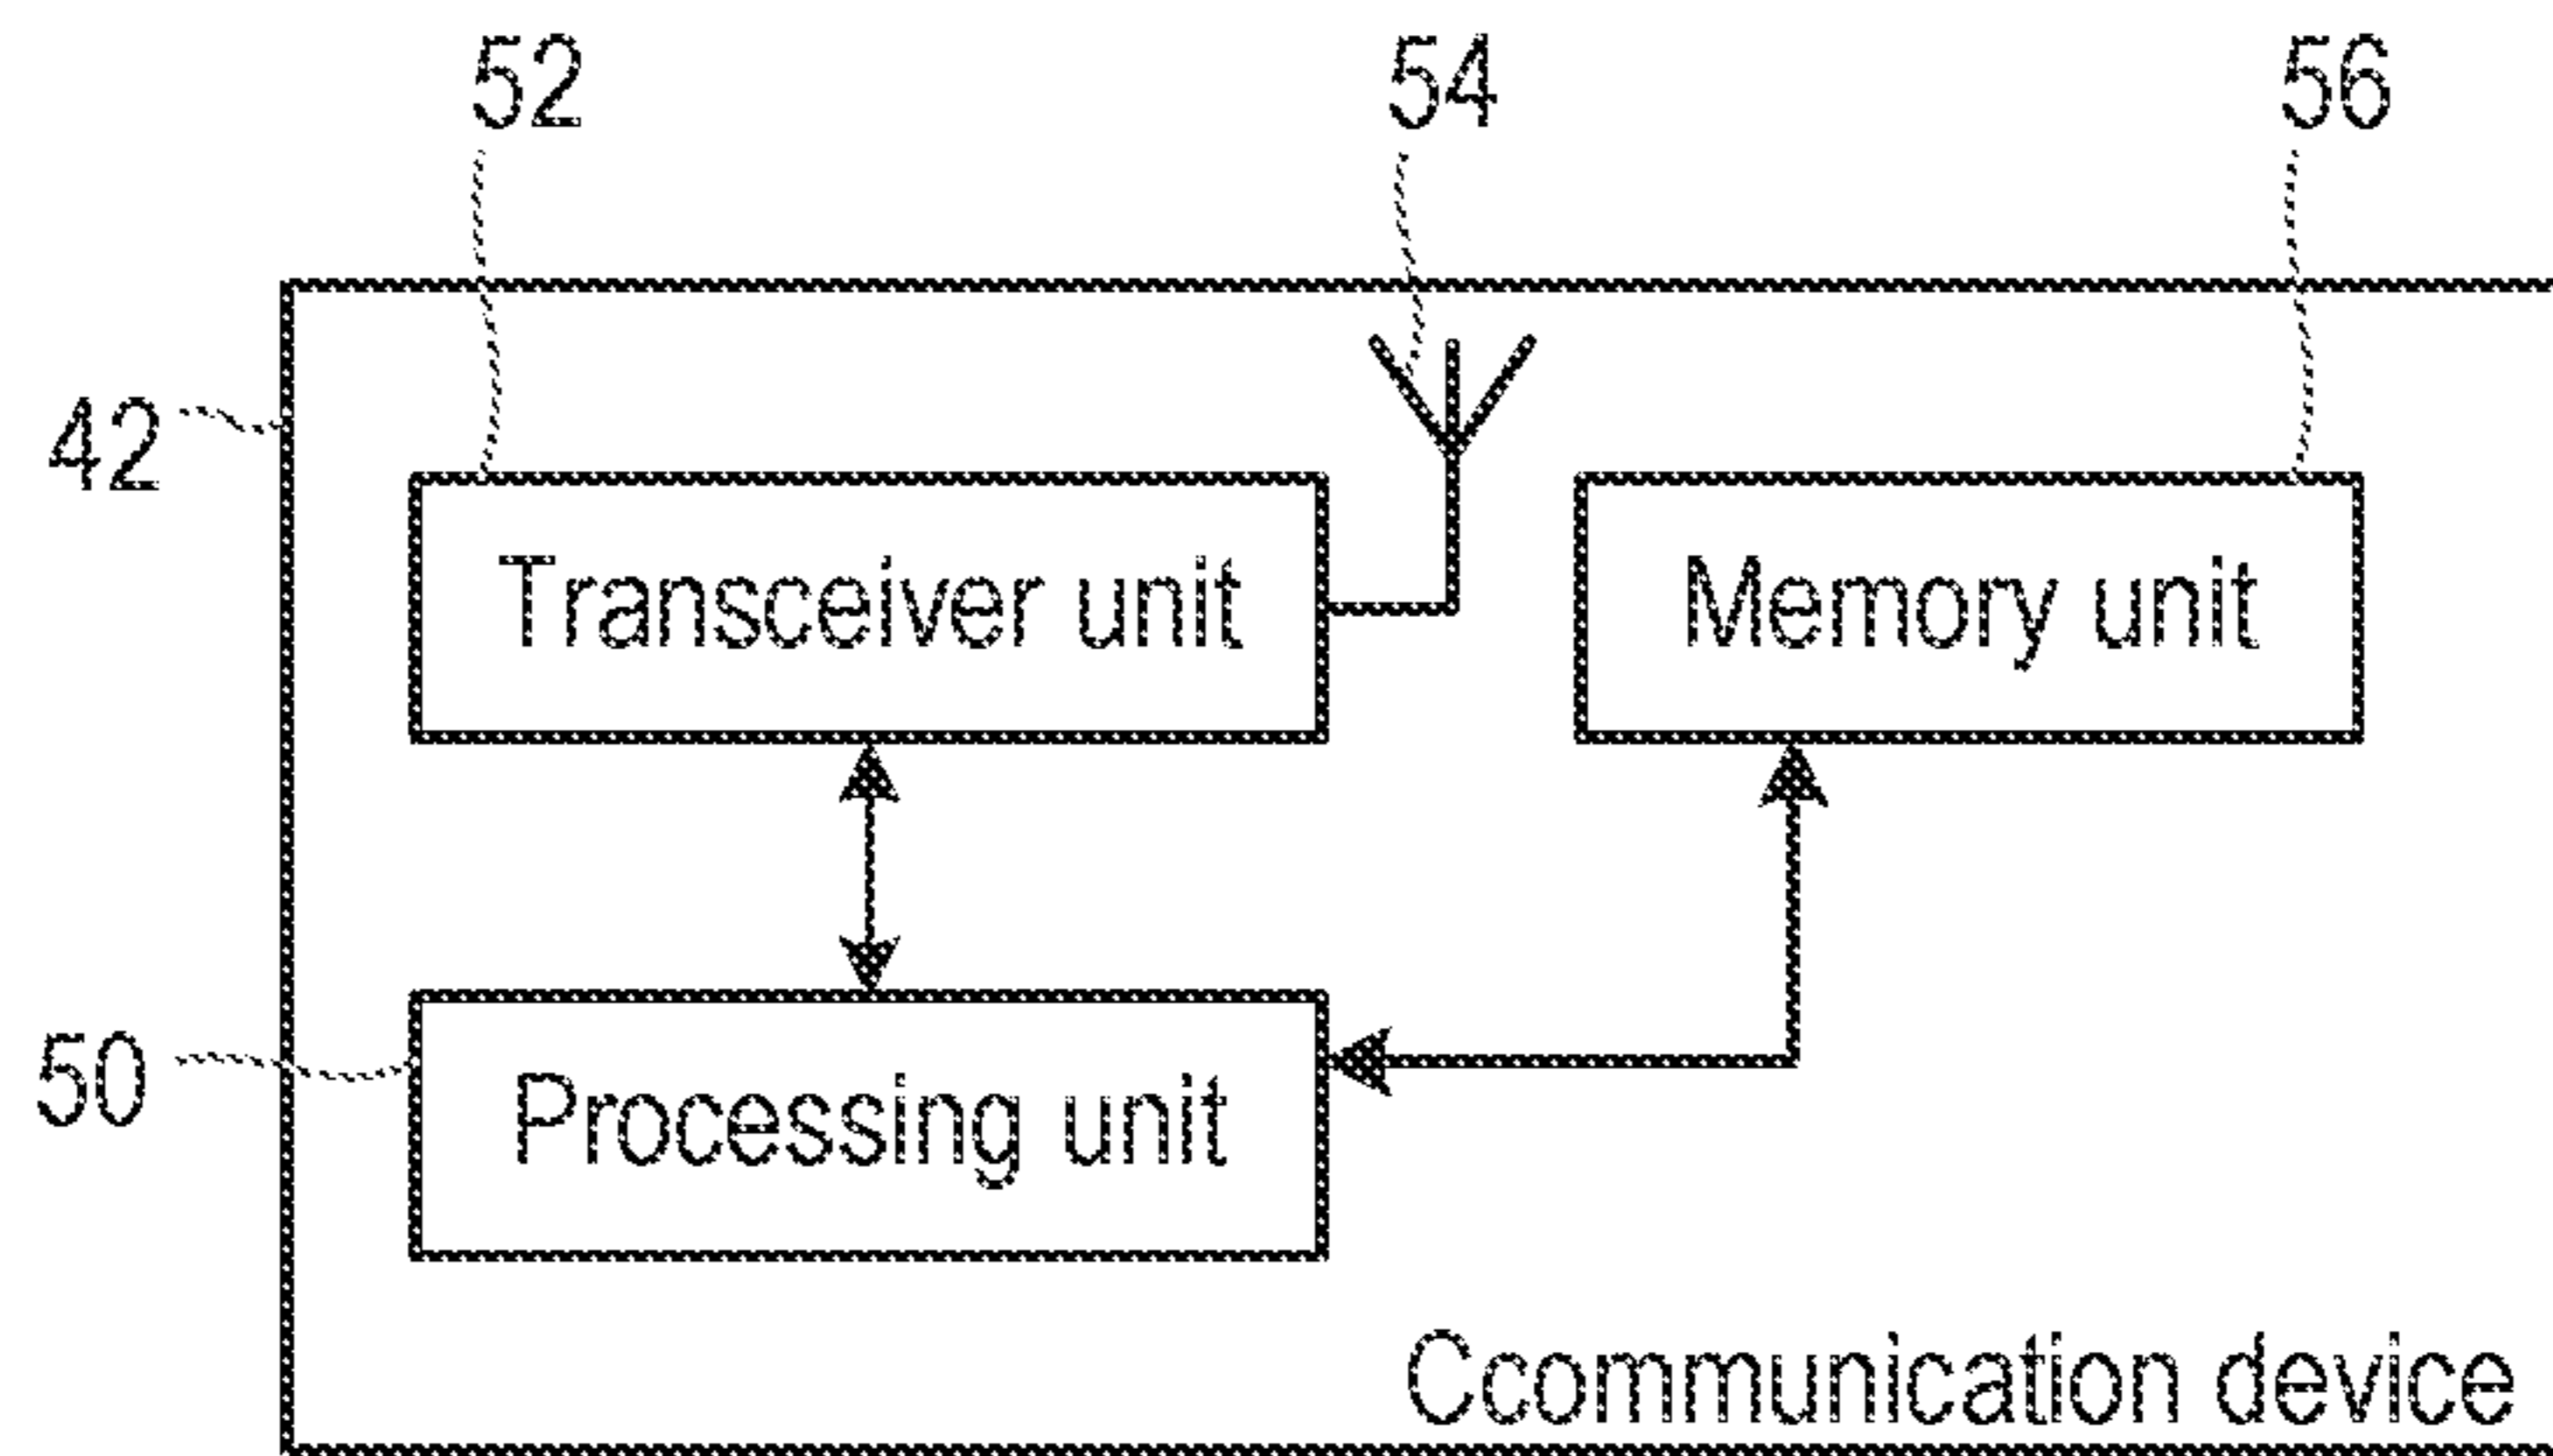 52 54 56
42
Transceiver unit Memory unit
50
Processing unit
Ccommunication device